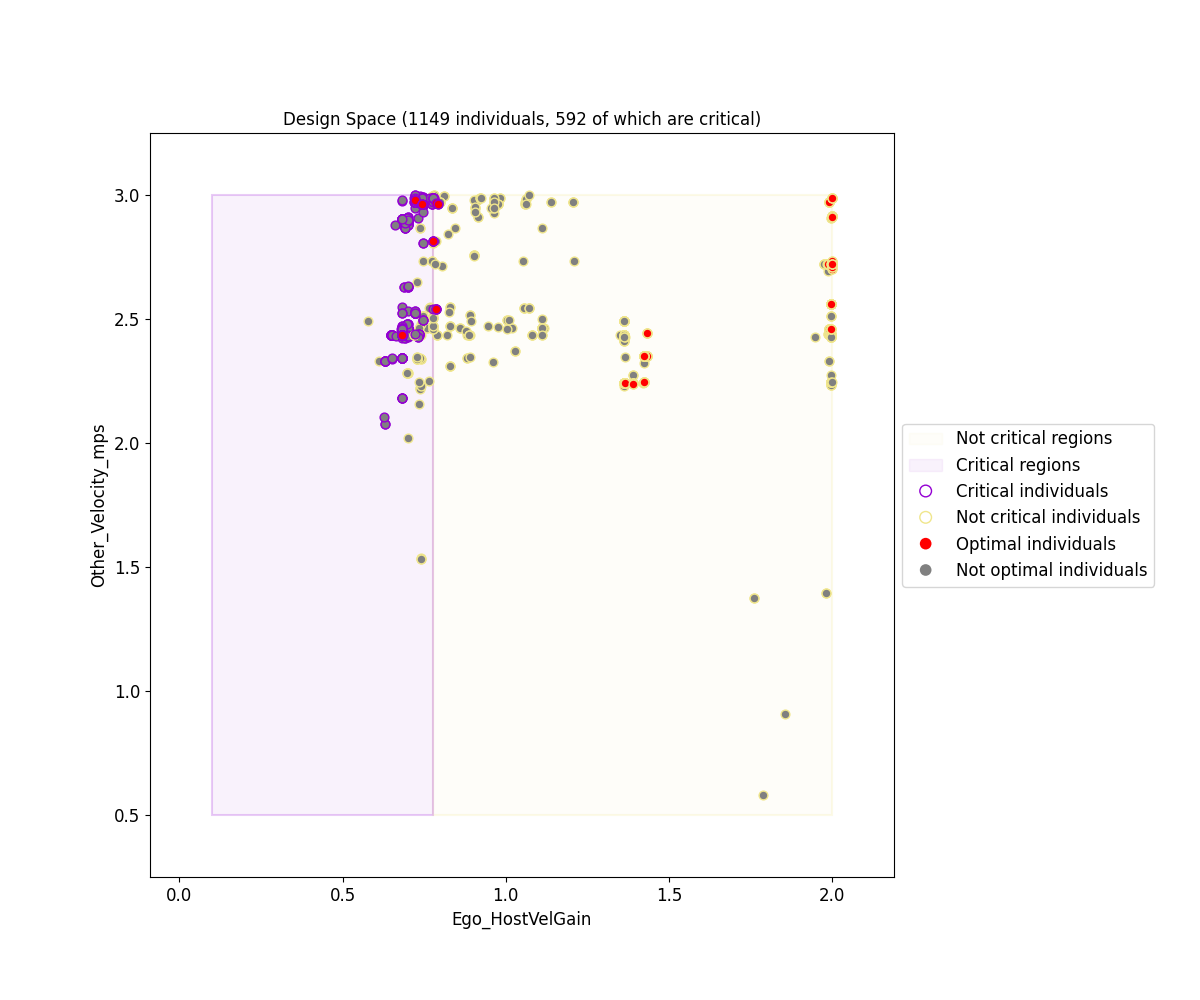 Design Space (1149 individuals, 592 of which are critical)
3.0
2.5
2.0
1.5
1.0
0.5
Other_Velocity_mps
0.0
0.5
1.0
1.5
2.0
Ego_HostVelGain
Not critical regions
Critical regions
Critical individuals
Not critical individuals
Optimal individuals
Not optimal individuals